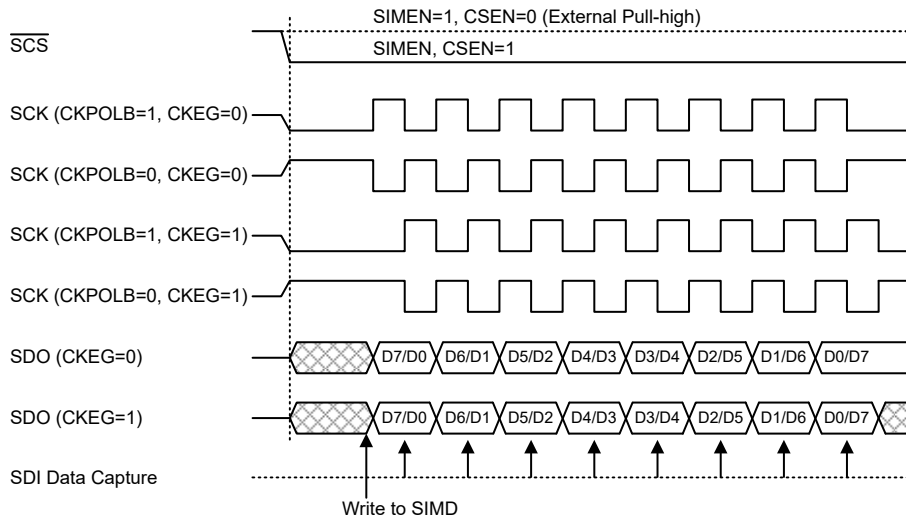 SIMEN=1, CSEN=0 (External Pull-high)
SCS
SIMEN, CSEN=1
SCK (CKPOLB=1, CKEG=0)
SCK (CKPOLB=0, CKEG=0)
SCK (CKPOLB=1, CKEG=1)
SCK (CKPOLB=0, CKEG=1)
SDO (CKEG=0) D7/D0 D6/D1 D5/D2 D4/D3 D3/D4 D2/D5 D1/D6 D0/D7
SDO (CKEG=1) D7/D0 D6/D1 D5/D2 D4/D3 D3/D4 D2/D5 D1/D6 D0/D7
SDI Data Capture
Write to SIMD